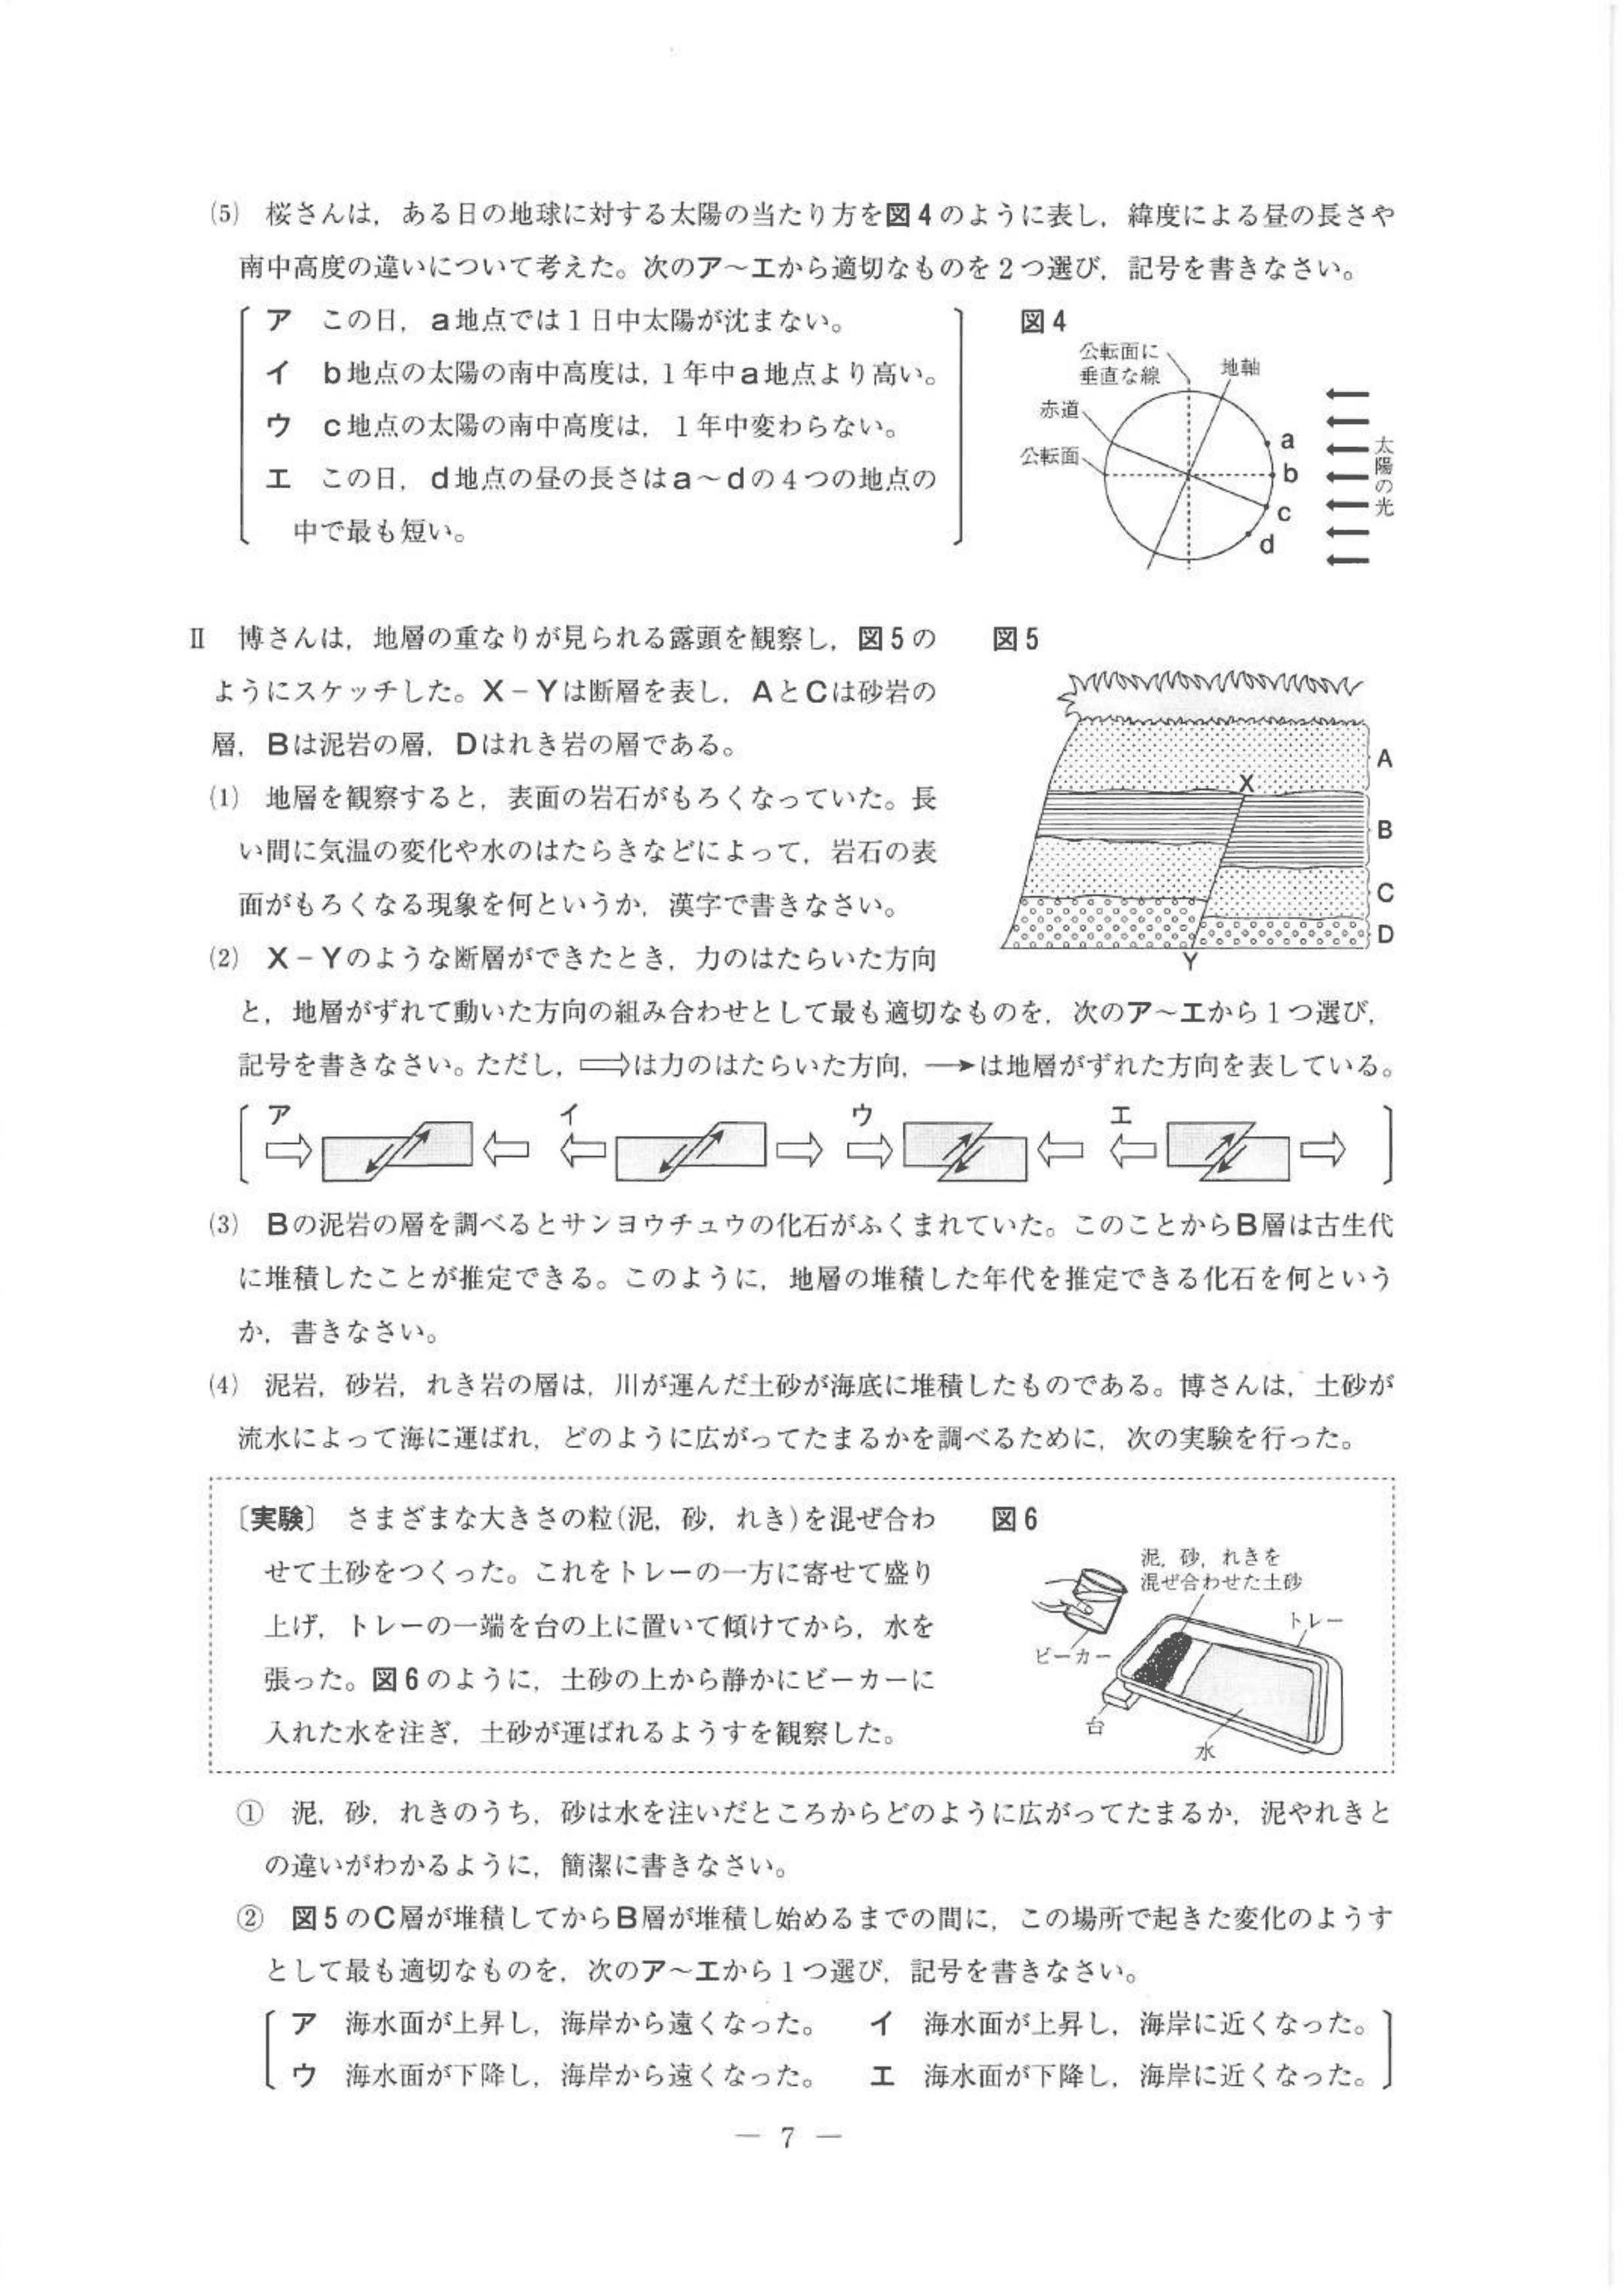 (5) 桜さんは，ある日の地球に対する太陽の当たり方を図4のように表し，緯度による昼の長さや
南中高度の違いについて考えた。次のア～エから適切なものを2つ選び，記号を書きなさい。
ア この日，a地点では1日中太陽が沈まない。
イ b地点の太陽の南中高度は，1年中a地点より高い。
ウ c地点の太陽の南中高度は，1年中変わらない。
エ この日，d地点の昼の長さはa～dの4つの地点の
中で最も短い。
図4
公転面に
垂直な線
地軸
赤道
公転面
a
b
c
d
太陽の光
Ⅱ 博さんは，地層の重なりが見られる露頭を観察し，図5の
ようにスケッチした。X－Yは断層を表し，AとCは砂岩の
層，Bは泥岩の層，Dはれき岩の層である。
図5
A
X
B
C
D
Y
(1) 地層を観察すると，表面の岩石がもろくなっていた。長
い間に気温の変化や水のはたらきなどによって，岩石の表
面がもろくなる現象を何というか，漢字で書きなさい。
(2) X－Yのような断層ができたとき，力のはたらいた方向
と，地層がずれて動いた方向の組み合わせとして最も適切なものを，次のア～エから1つ選び，
記号を書きなさい。ただし，⇨は力のはたらいた方向，→は地層がずれた方向を表している。
ア イ ウ エ
(3) Bの泥岩の層を調べるとサンヨウチュウの化石がふくまれていた。このことからB層は古生代
に堆積したことが推定できる。このように，地層の堆積した年代を推定できる化石を何という
か，書きなさい。
(4) 泥岩，砂岩，れき岩の層は，川が運んだ土砂が海底に堆積したものである。博さんは，土砂が
流水によって海に運ばれ，どのように広がってたまるかを調べるために，次の実験を行った。
〔実験〕 さまざまな大きさの粒(泥，砂，れき)を混ぜ合わ
せて土砂をつくった。これをトレーの一方に寄せて盛り
上げ，トレーの一端を台の上に置いて傾けてから，水を
張った。図6のように，土砂の上から静かにビーカーに
入れた水を注ぎ，土砂が運ばれるようすを観察した。
図6
泥，砂，れきを
混ぜ合わせた土砂
トレー
ビーカー
台
水
① 泥，砂，れきのうち，砂は水を注いだところからどのように広がってたまるか，泥やれきと
の違いがわかるように，簡潔に書きなさい。
② 図5のC層が堆積してからB層が堆積し始めるまでの間に，この場所で起きた変化のようす
として最も適切なものを，次のア～エから1つ選び，記号を書きなさい。
ア 海水面が上昇し，海岸から遠くなった。 イ 海水面が上昇し，海岸に近くなった。
ウ 海水面が下降し，海岸から遠くなった。 エ 海水面が下降し，海岸に近くなった。
― 7 ―